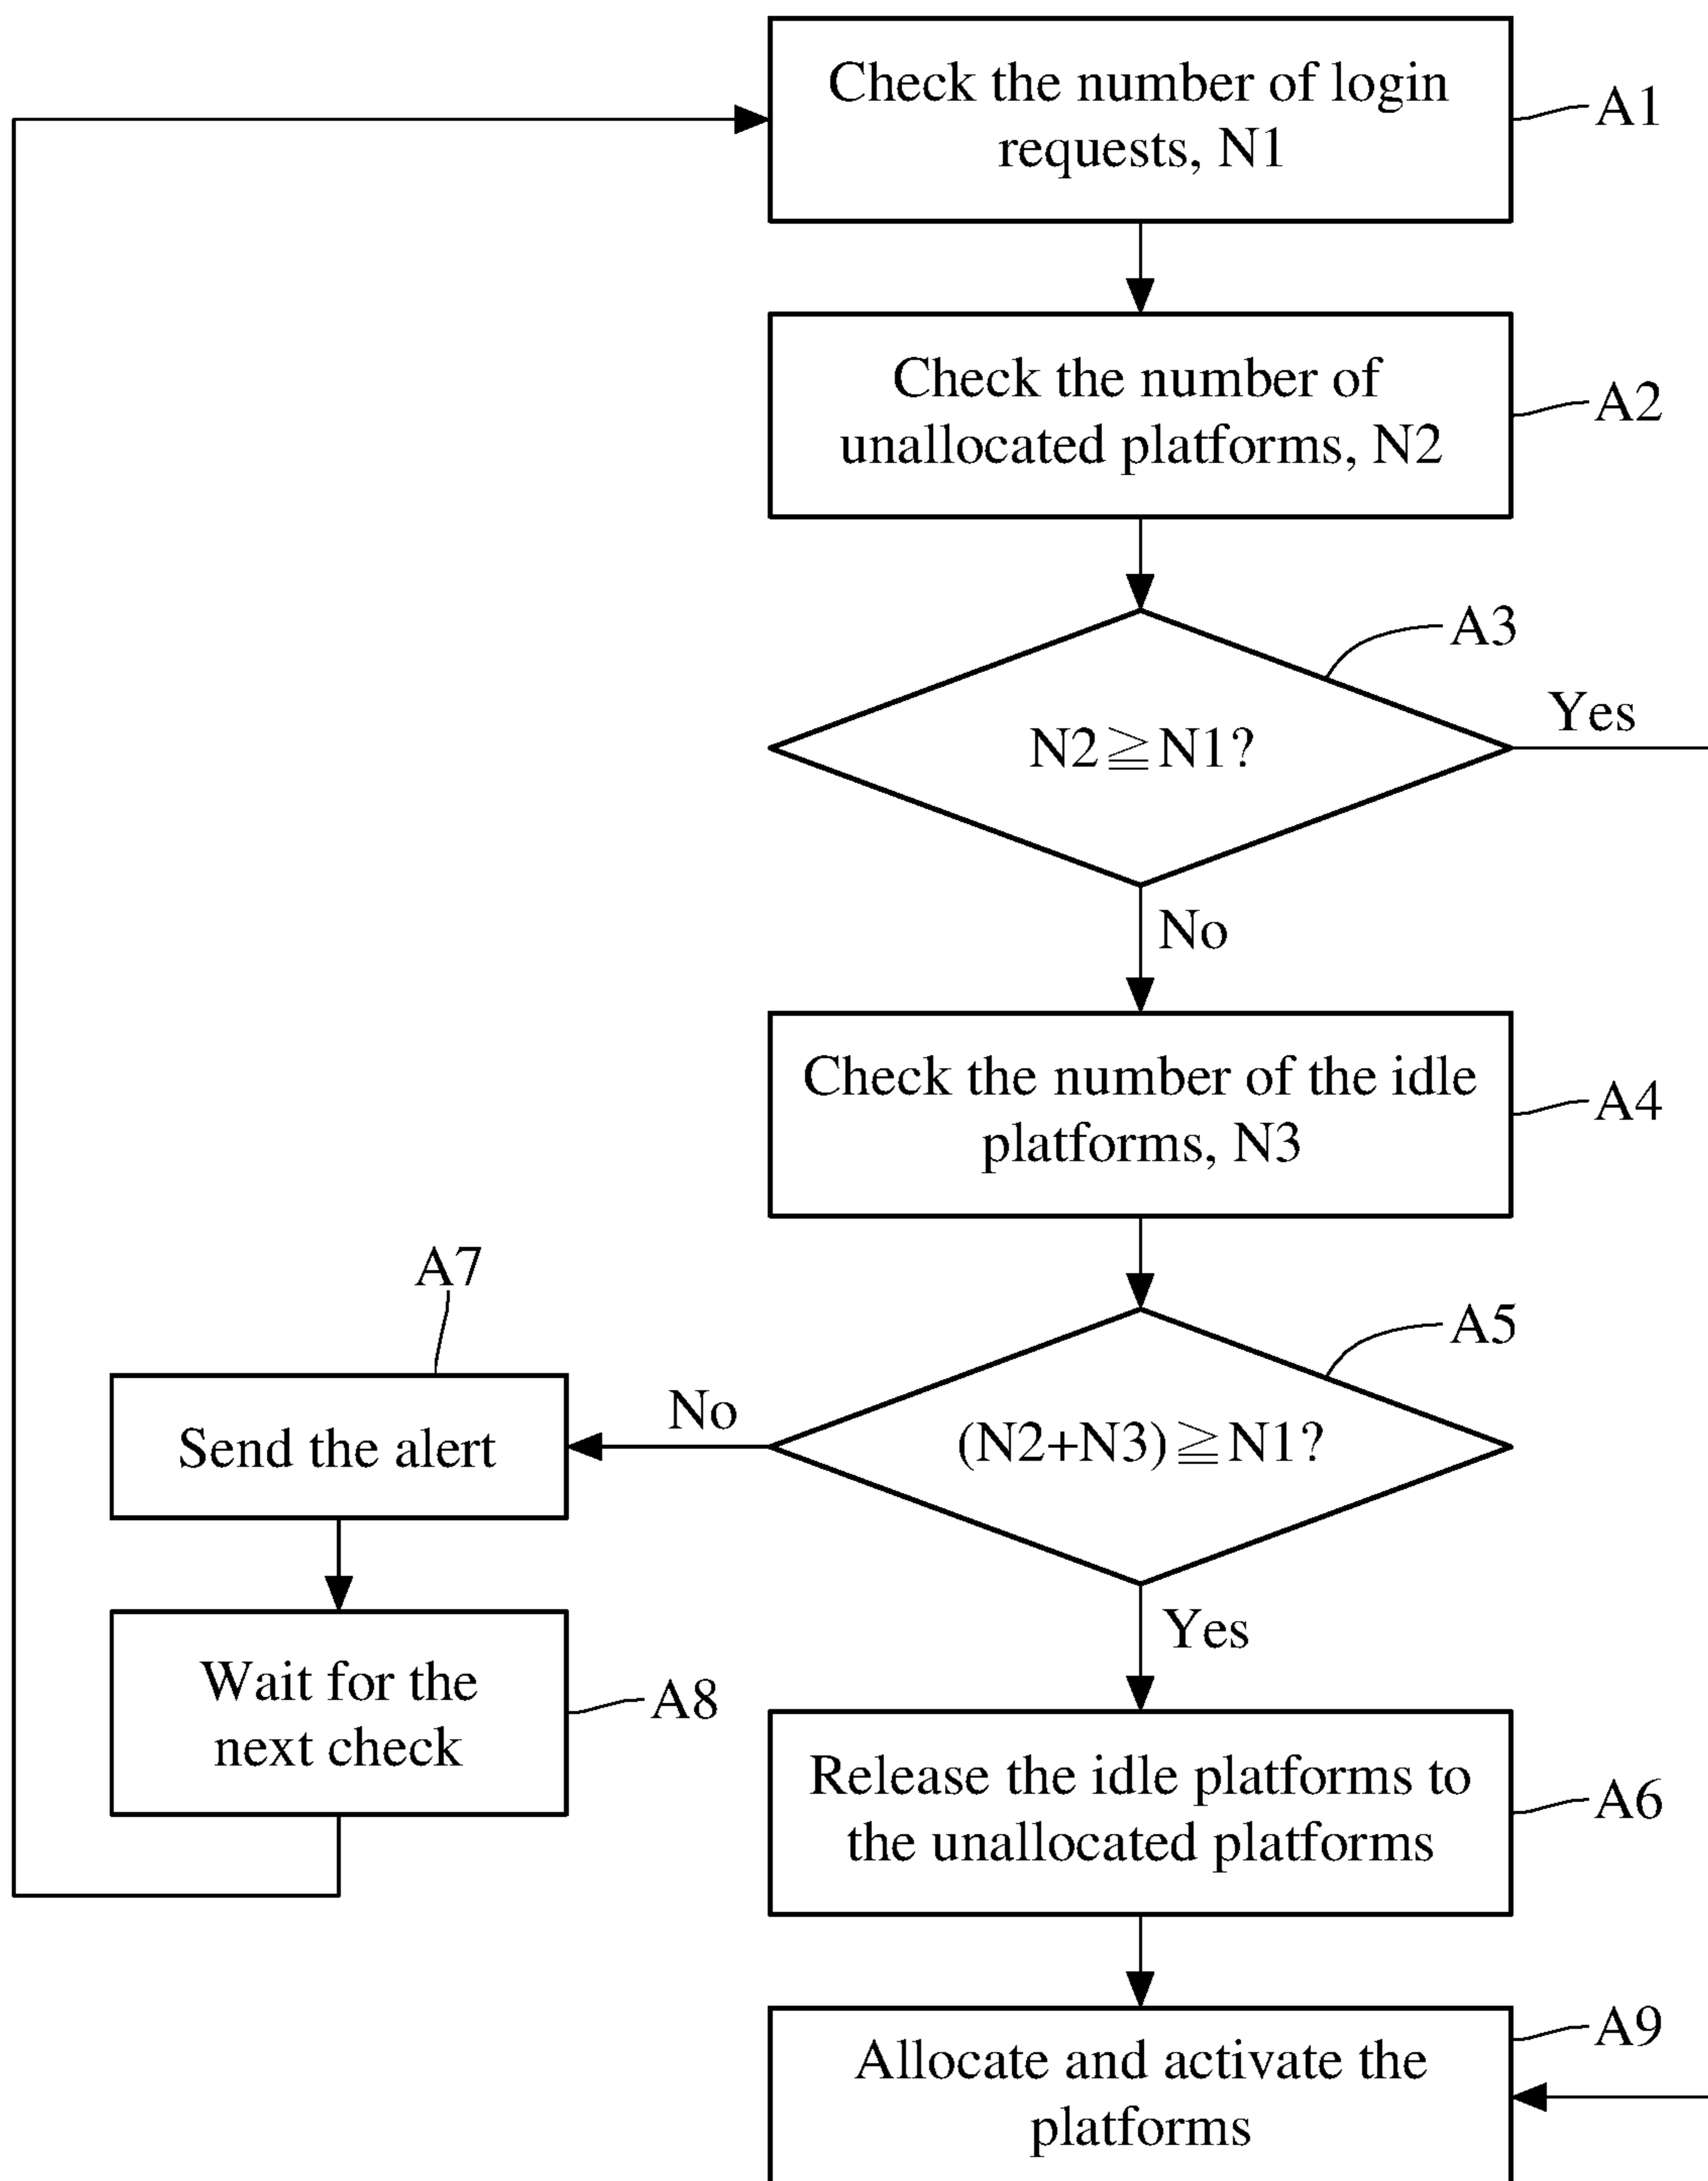 Check the number of login
requests, N1
A1
Check the number of
unallocated platforms, N2
A2
A3
N2≧N1?
Yes
No
Check the number of the idle
platforms, N3
A4
A7
A5
Send the alert
No
(N2+N3)≧N1?
Yes
Wait for the
next check
A8
Release the idle platforms to
the unallocated platforms
A6
A9
Allocate and activate the
platforms